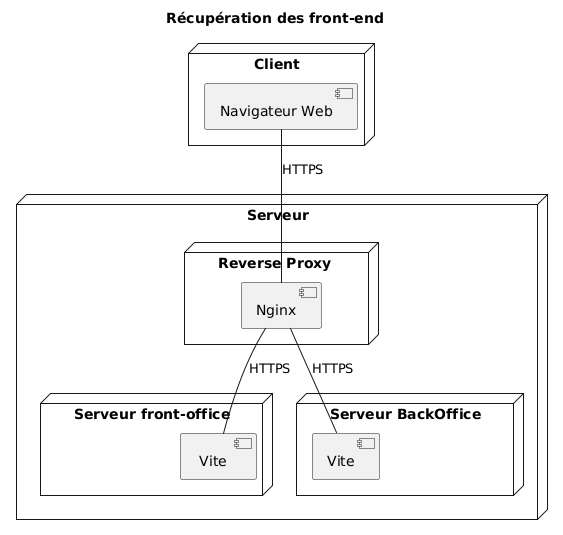 Récupération des front-end
Client
Navigateur Web
HTTPS
Serveur
Reverse Proxy
Nginx
HTTPS
HTTPS
Serveur front-office
Serveur BackOffice
Vite
Vite